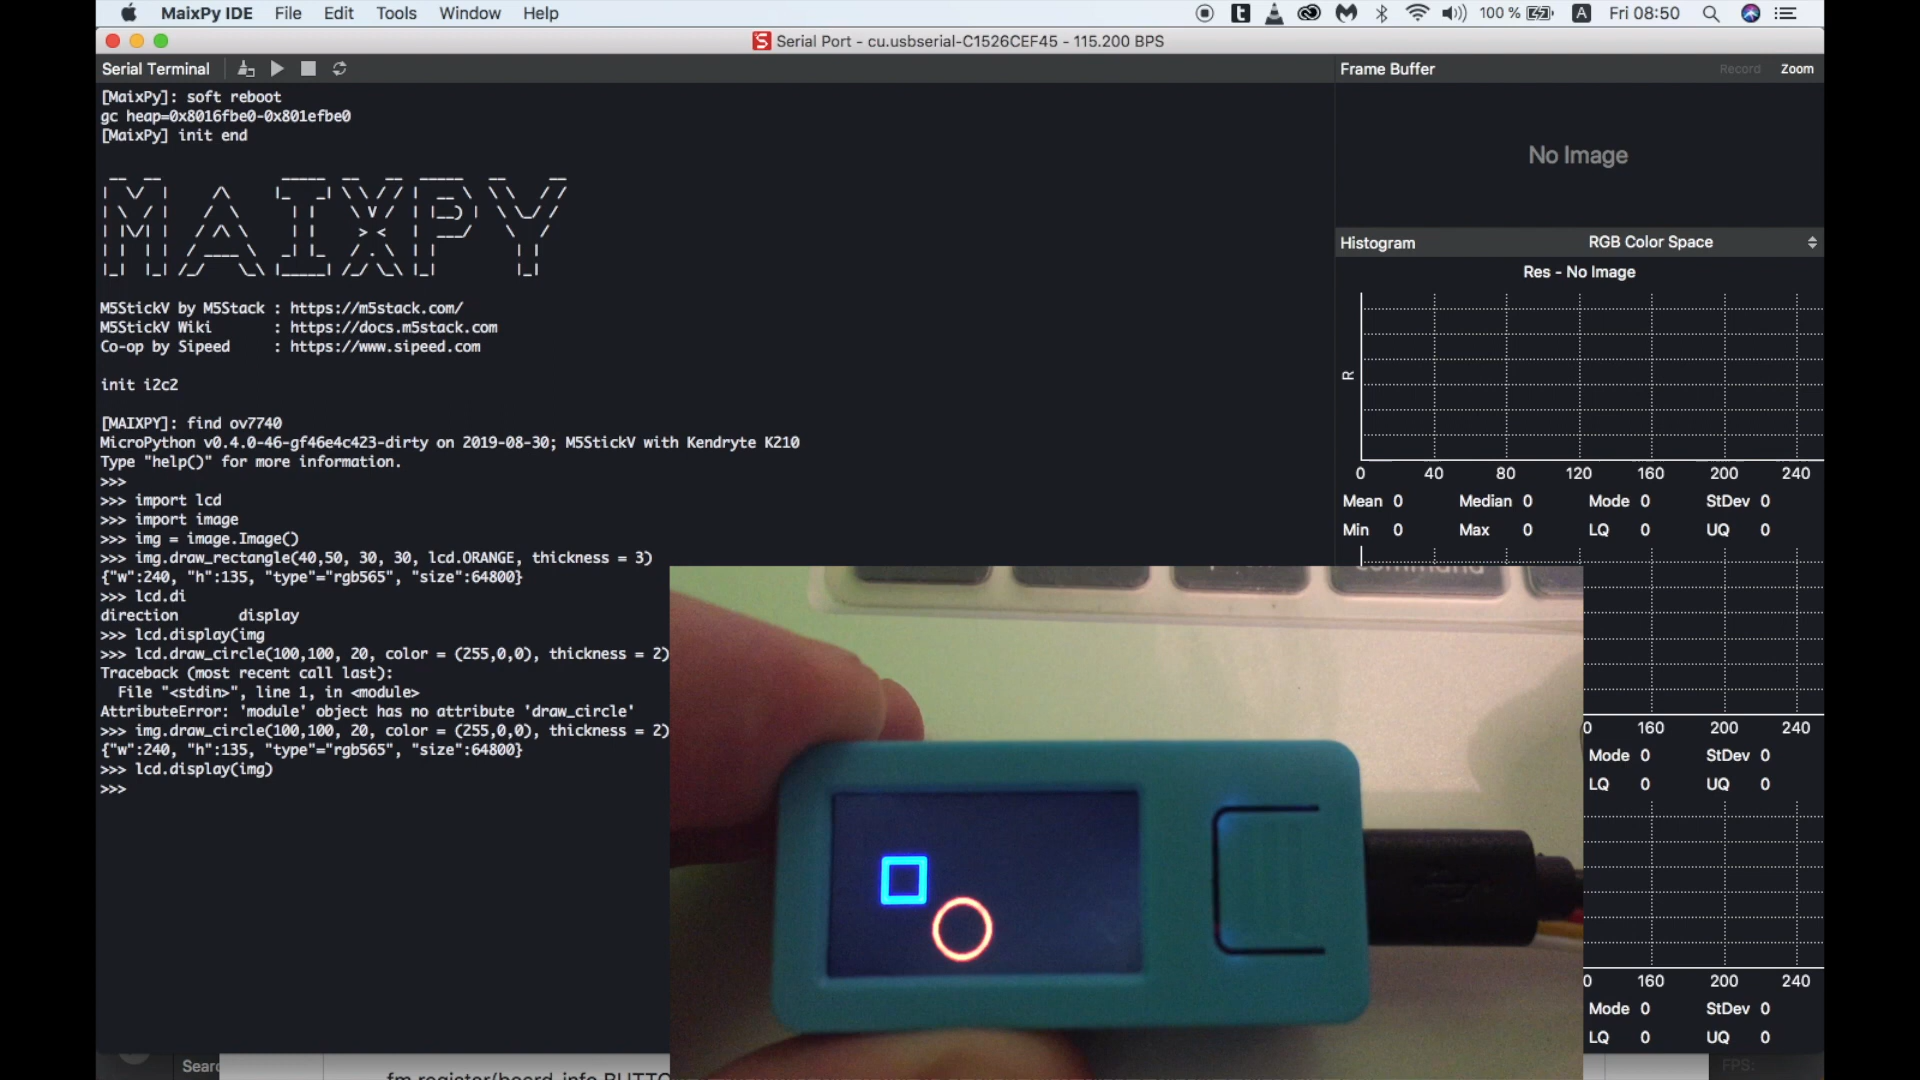 MaixPy IDE File Edit Tools Window Help 100 % A Fri 08:50
Serial Port - cu.usbserial-C1526CEF45 - 115.200 BPS
Serial Terminal
Frame Buffer Record Zoom
[MaixPy]: soft reboot
gc heap=0x8016fbe0-0x801efbe0
[MaixPy] init end
MAIXPY
M5StickV by M5Stack : https://m5stack.com/
M5StickV Wiki : https://docs.m5stack.com
Co-op by Sipeed : https://www.sipeed.com
init i2c2
[MAIXPY]: find ov7740
MicroPython v0.4.0-46-gf46e4c423-dirty on 2019-08-30; M5StickV with Kendryte K210
Type "help()" for more information.
>>>
>>> import lcd
>>> import image
>>> img = image.Image()
>>> img.draw_rectangle(40,50, 30, 30, lcd.ORANGE, thickness = 3)
{"w":240, "h":135, "type"="rgb565", "size":64800}
>>> lcd.di
direction display
>>> lcd.display(img
>>> lcd.draw_circle(100,100, 20, color = (255,0,0), thickness = 2)
Traceback (most recent call last):
File "<stdin>", line 1, in <module>
AttributeError: 'module' object has no attribute 'draw_circle'
>>> img.draw_circle(100,100, 20, color = (255,0,0), thickness = 2)
{"w":240, "h":135, "type"="rgb565", "size":64800}
>>> lcd.display(img)
>>>
No Image
Histogram RGB Color Space
Res - No Image
R
0 40 80 120 160 200 240
Mean 0 Median 0 Mode 0 StDev 0
Min 0 Max 0 LQ 0 UQ 0
command
0 160 200 240
Mode 0 StDev 0
LQ 0 UQ 0
0 160 200 240
Mode 0 StDev 0
LQ 0 UQ 0
Searc
fm.register(board_info.BUTTO
FPS: